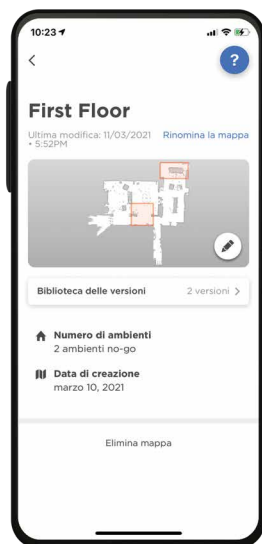 10:23
?
First Floor
Ultima modifica: 11/03/2021 Rinomina la mappa
• 5:52PM
Biblioteca delle versioni 2 versioni >
Numero di ambienti
2 ambienti no-go
Data di creazione
marzo 10, 2021
Elimina mappa